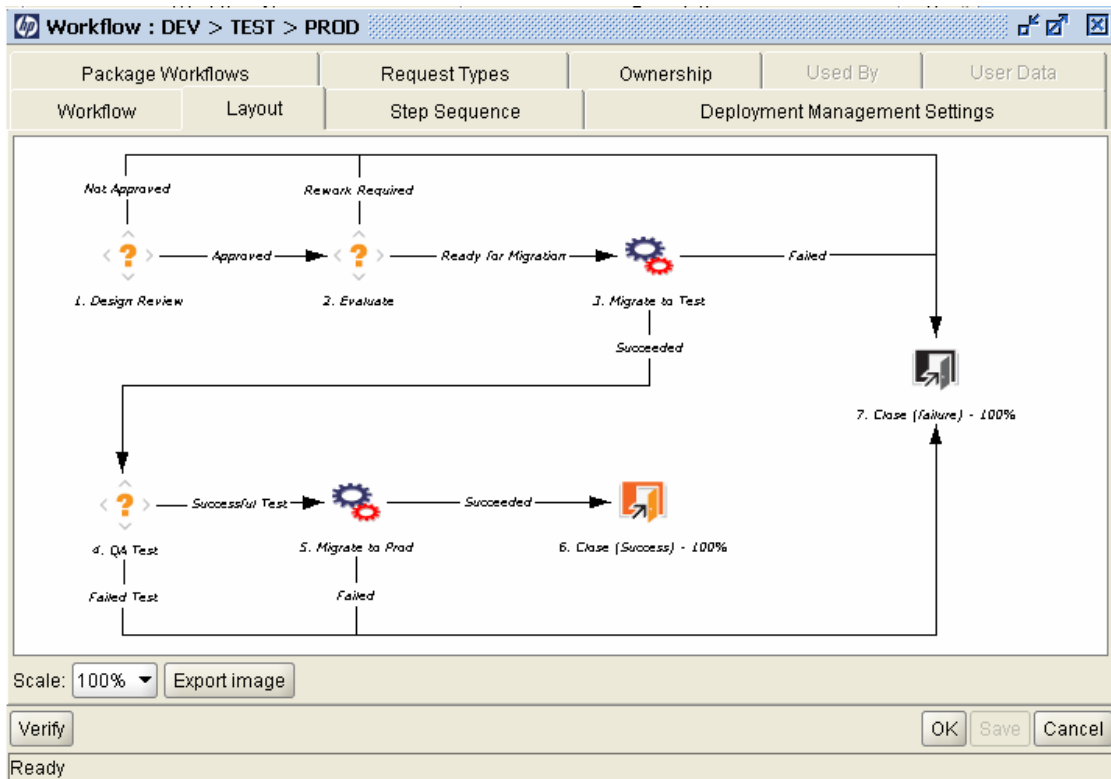 hp Workflow : DEV > TEST > PROD
Package Workflows Request Types Ownership Used By User Data
Workflow Layout Step Sequence Deployment Management Settings
Not Approved Rework Required
Approved Ready for Migration Failed
1. Design Review 2. Evaluate 3. Migrate to Test
Succeeded
7. Close (failure) - 100%
Successful Test Succeeded
4. QA Test 5. Migrate to Prod 6. Close (Success) - 100%
Failed Test Failed
Scale: 100% Export image
Verify OK Save Cancel
Ready